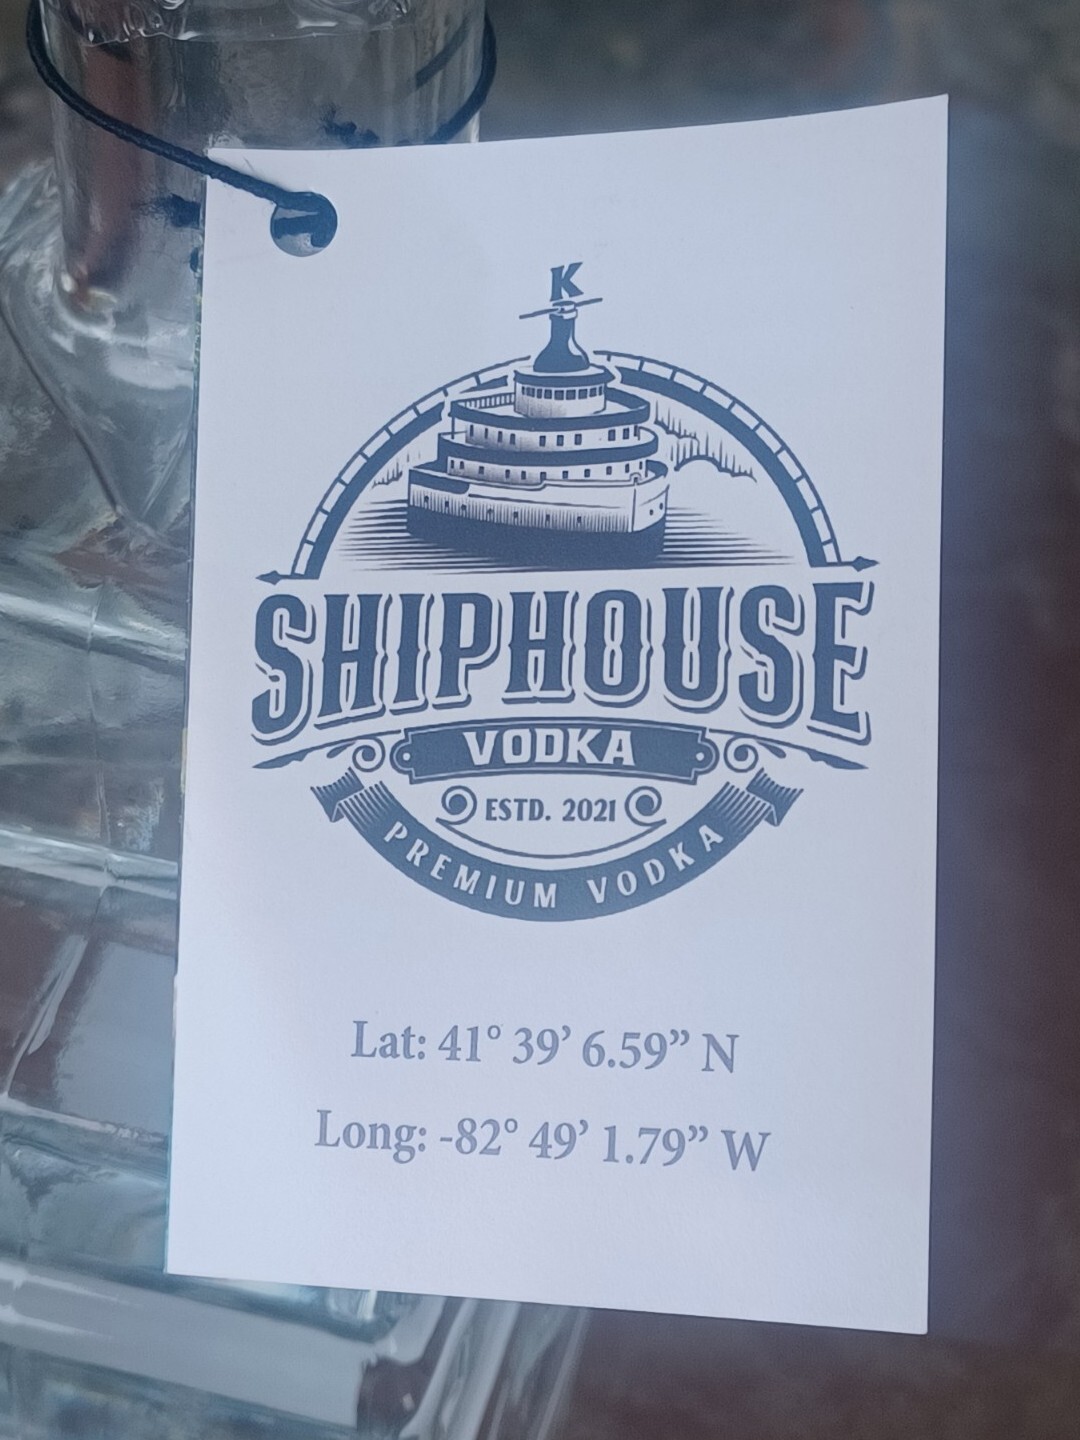 K
SHIPHOUSE
VODKA
ESTD. 2021
PREMIUM VODKA
Lat: 41° 39’ 6.59” N
Long: -82° 49’ 1.79” W